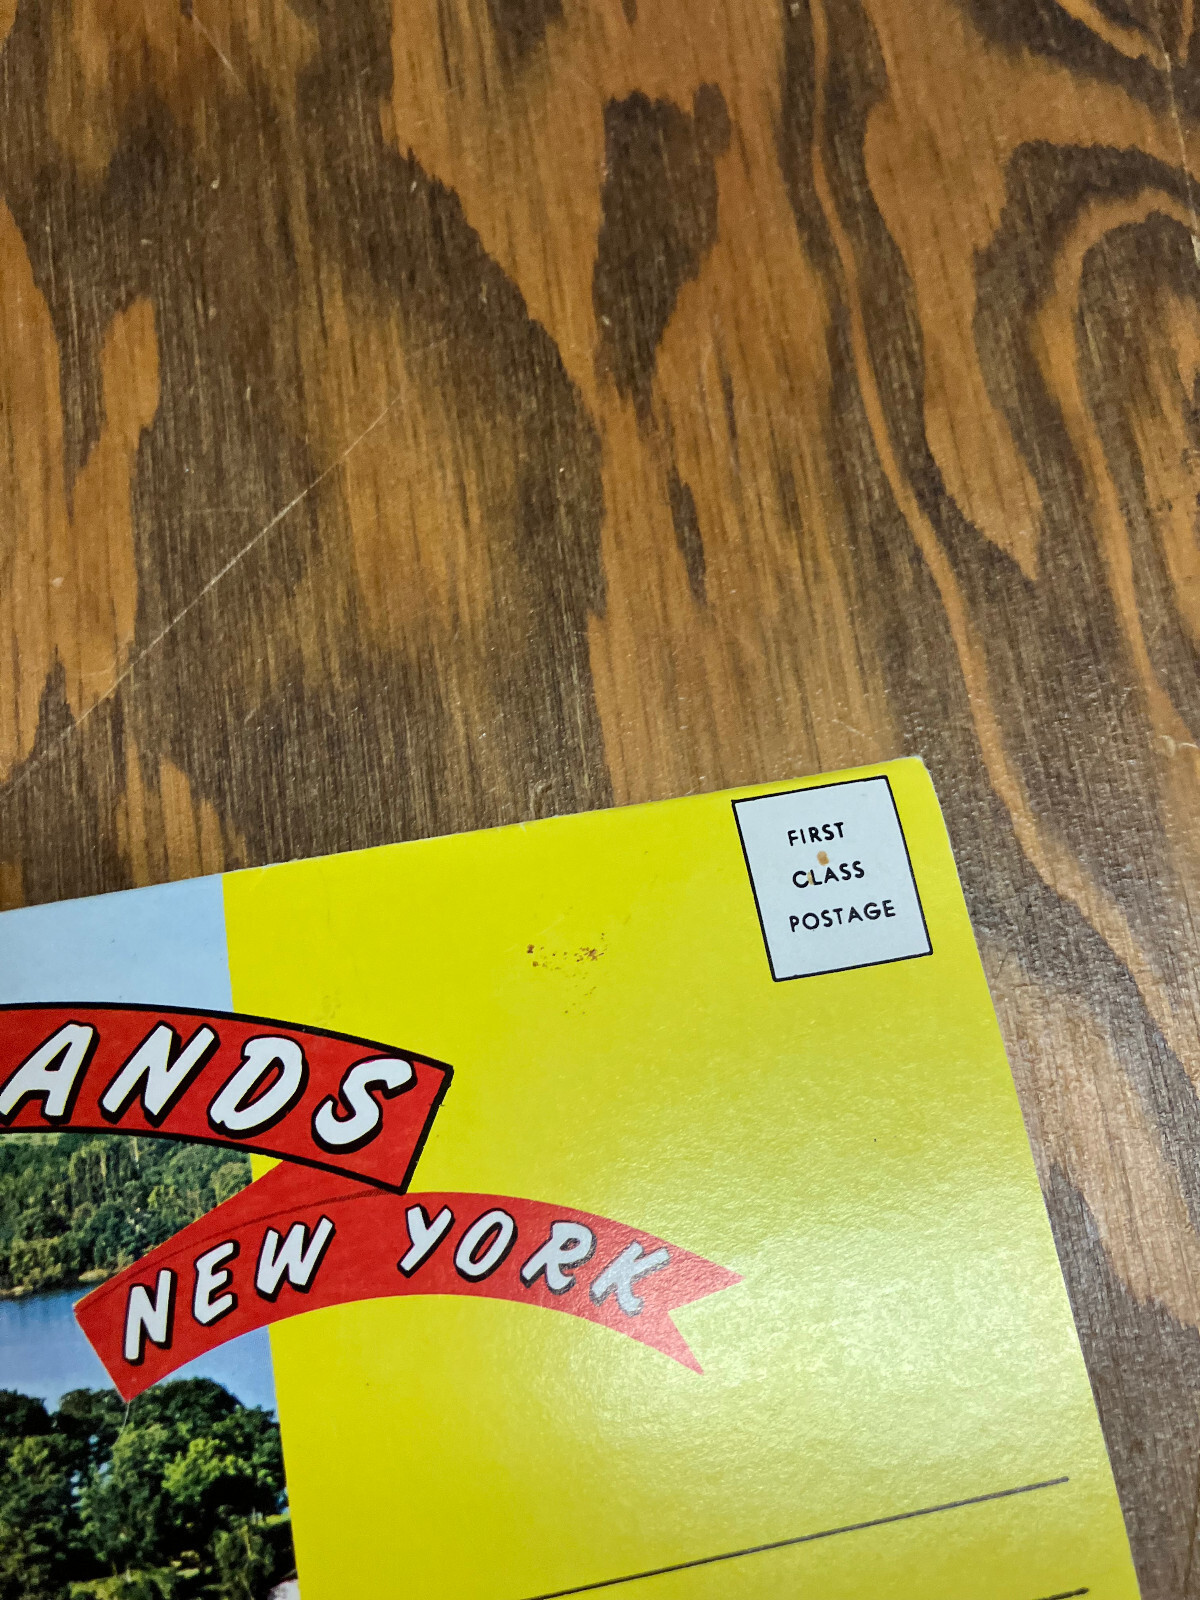 FIRST
CLASS
POSTAGE
ANDS
NEW YORK